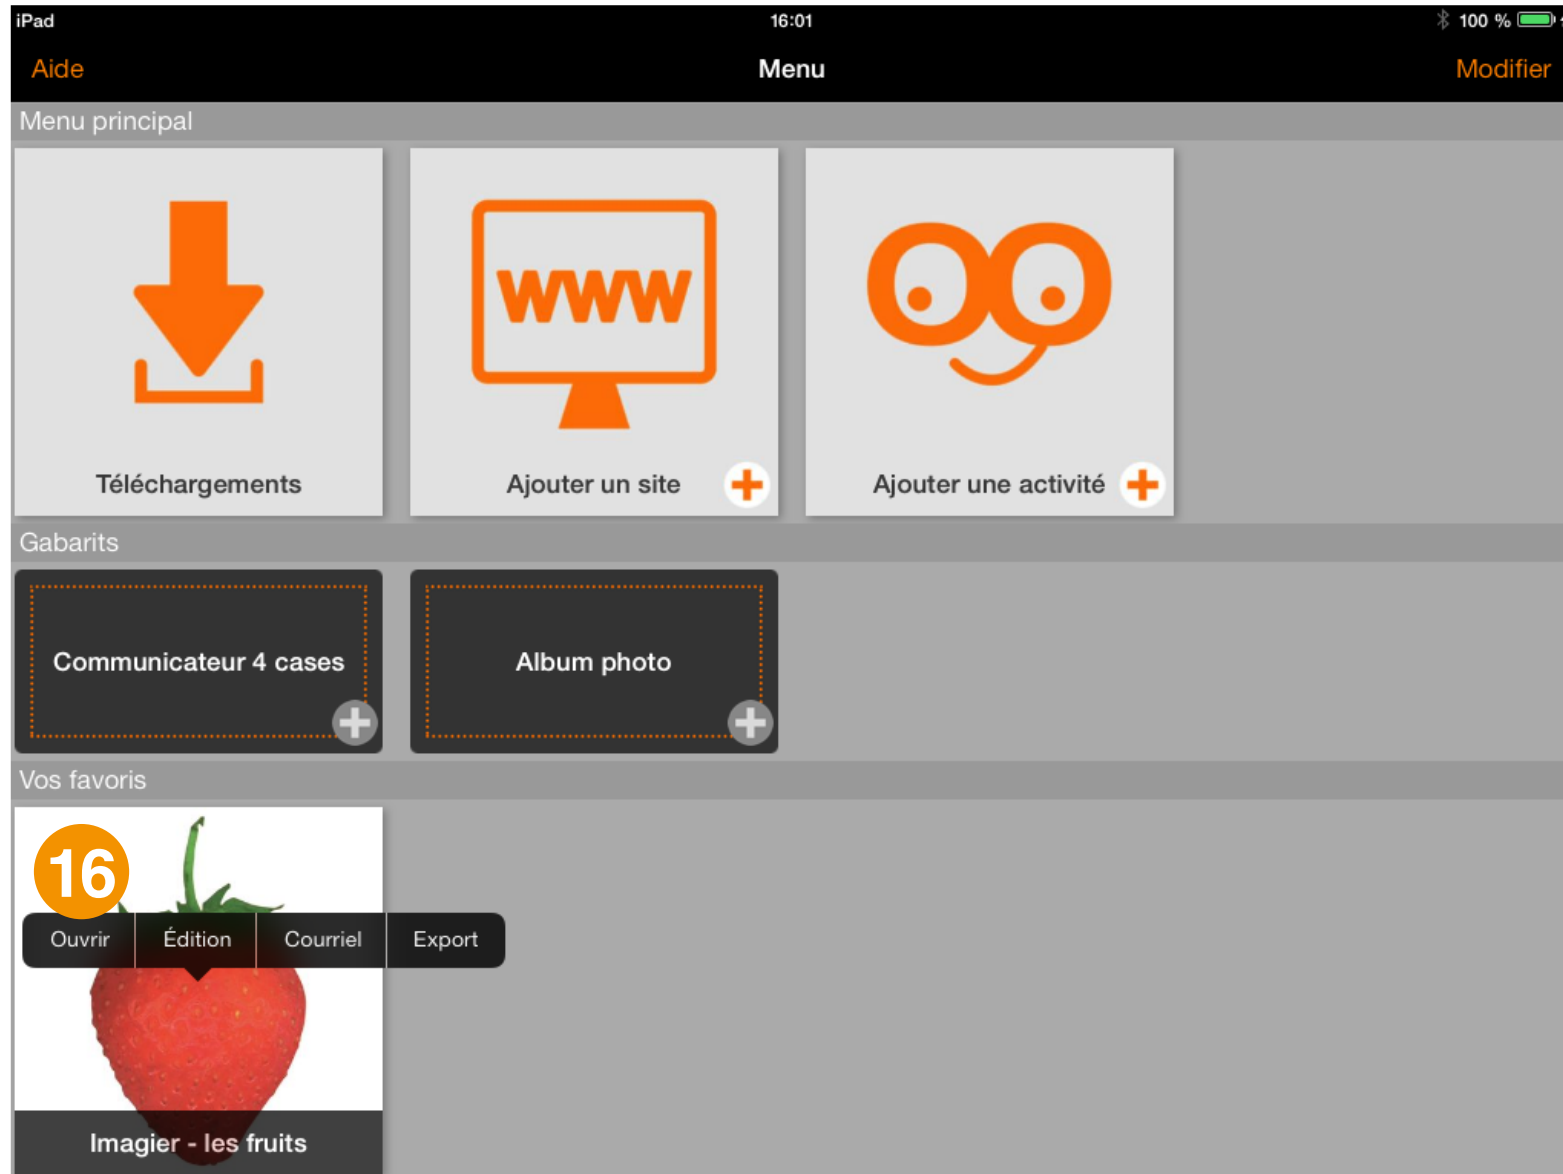 iPad 16:01 100 %
Aide Menu Modifier
Menu principal
www
Téléchargements Ajouter un site Ajouter une activité
Gabarits
Communicateur 4 cases Album photo
Vos favoris
16
Ouvrir Édition Courriel Export
Imagier - les fruits